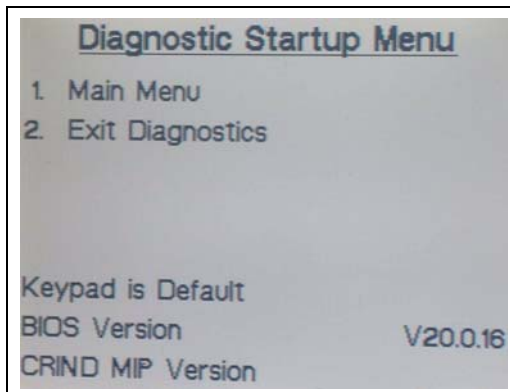 Diagnostic Startup Menu
1. Main Menu
2. Exit Diagnostics
Keypad is Default
BIOS Version V20.0.16
CRIND MIP Version